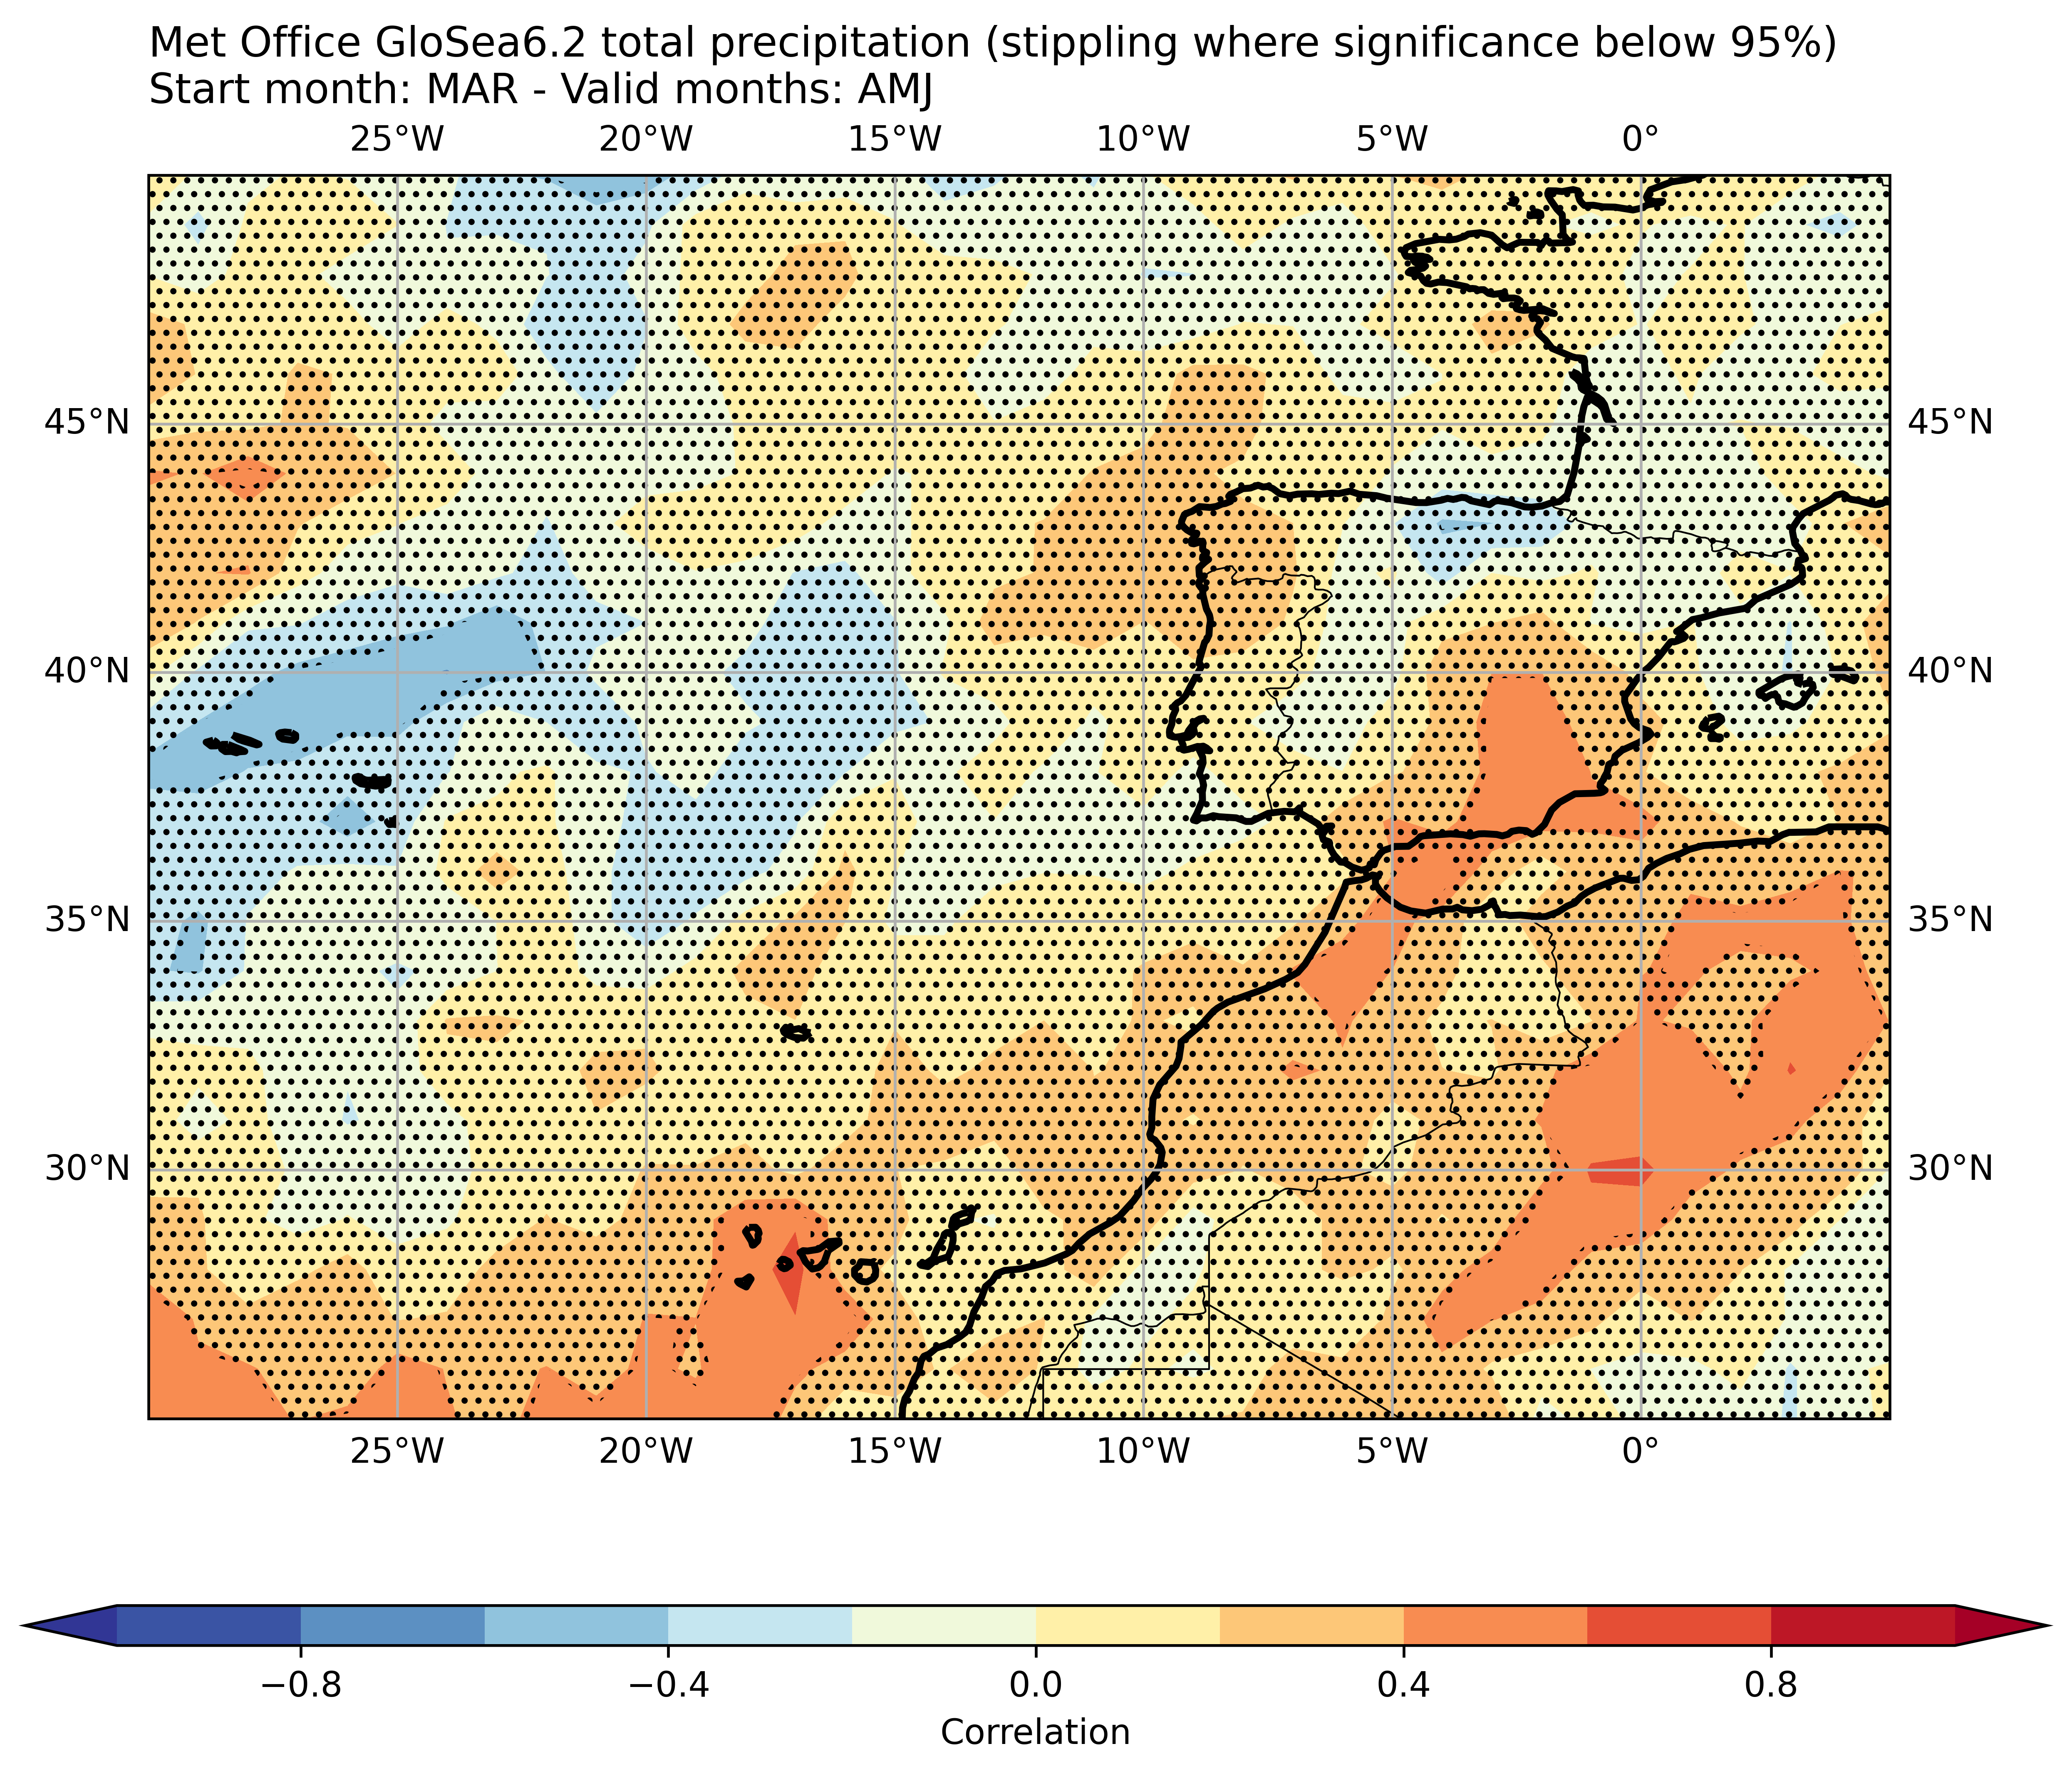 Met Office GloSea6.2 total precipitation (stippling where significance below 95%)
Start month: MAR - Valid months: AMJ
25°W 20°W 15°W 10°W 5°W 0°
45°N 45°N
40°N 40°N
35°N 35°N
30°N 30°N
25°W 20°W 15°W 10°W 5°W 0°
−0.8 −0.4 0.0 0.4 0.8
Correlation